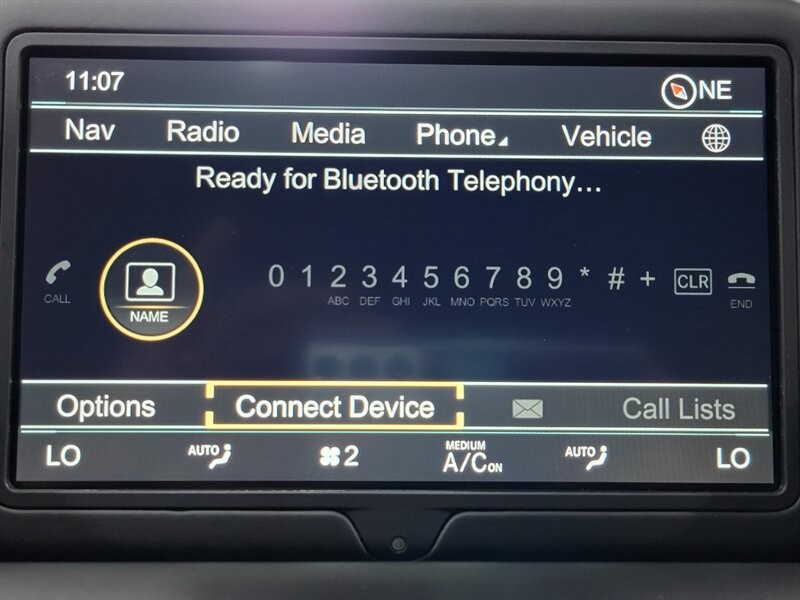 11:07 NE
Nav Radio Media Phone Vehicle
Ready for Bluetooth Telephony...
0 1 2 3 4 5 6 7 8 9 * # + CLR
CALL NAME ABC DEF GHI JKL MNO PQRS TUV WXYZ END
Options Connect Device Call Lists
LO AUTO 2 MEDIUM A/C ON AUTO LO